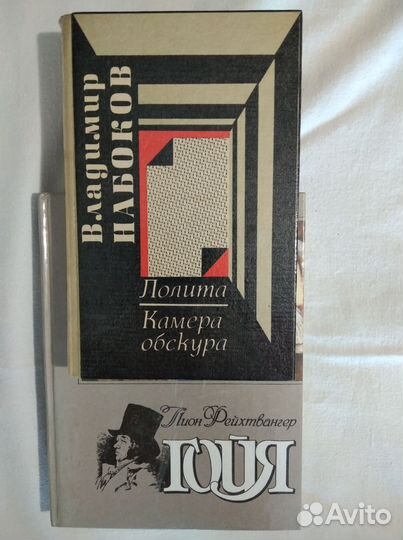 Владимир
НАБОКОВ
Лолита
Камера
обскура
Лион Фейхтвангер
ГОЙЯ
Avito